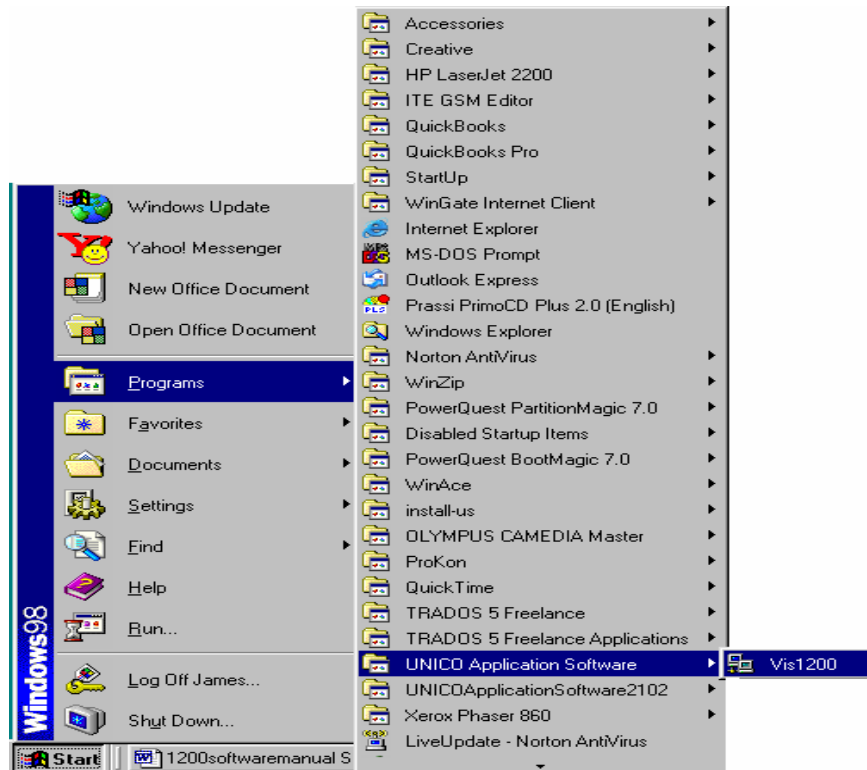 Accessories
Creative
HP LaserJet 2200
ITE GSM Editor
QuickBooks
QuickBooks Pro
StartUp
WinGate Internet Client
Internet Explorer
MS-DOS Prompt
Outlook Express
Prassi PrimoCD Plus 2.0 (English)
Windows Explorer
Norton AntiVirus
WinZip
PowerQuest PartitionMagic 7.0
Disabled Startup Items
PowerQuest BootMagic 7.0
WinAce
install-us
OLYMPUS CAMEDIA Master
ProKon
QuickTime
TRADOS 5 Freelance
TRADOS 5 Freelance Applications
UNICO Application Software
UNICOApplicationSoftware2102
Xerox Phaser 860
LiveUpdate - Norton AntiVirus
Vis1200
Windows Update
Yahoo! Messenger
New Office Document
Open Office Document
Programs
Favorites
Documents
Settings
Find
Help
Run...
Log Off James...
Shut Down...
Windows98
Start
1200softwaremanual S